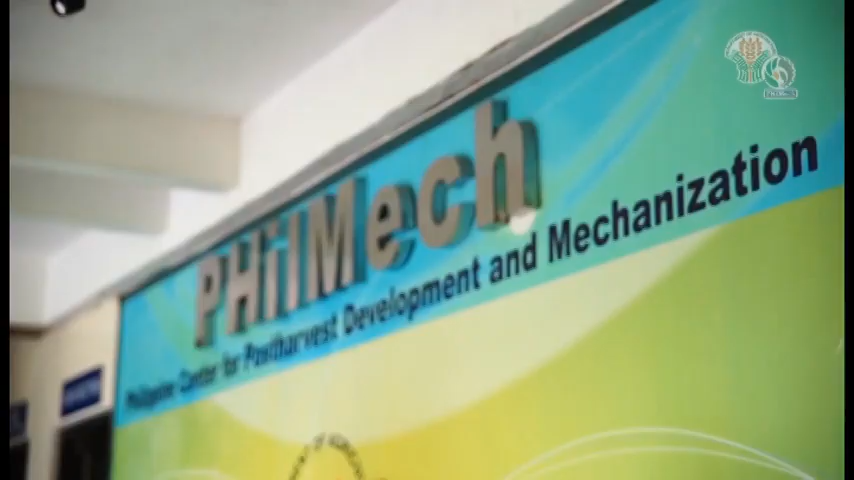 PHilMech
Philippine Center for Postharvest Development and Mechanization